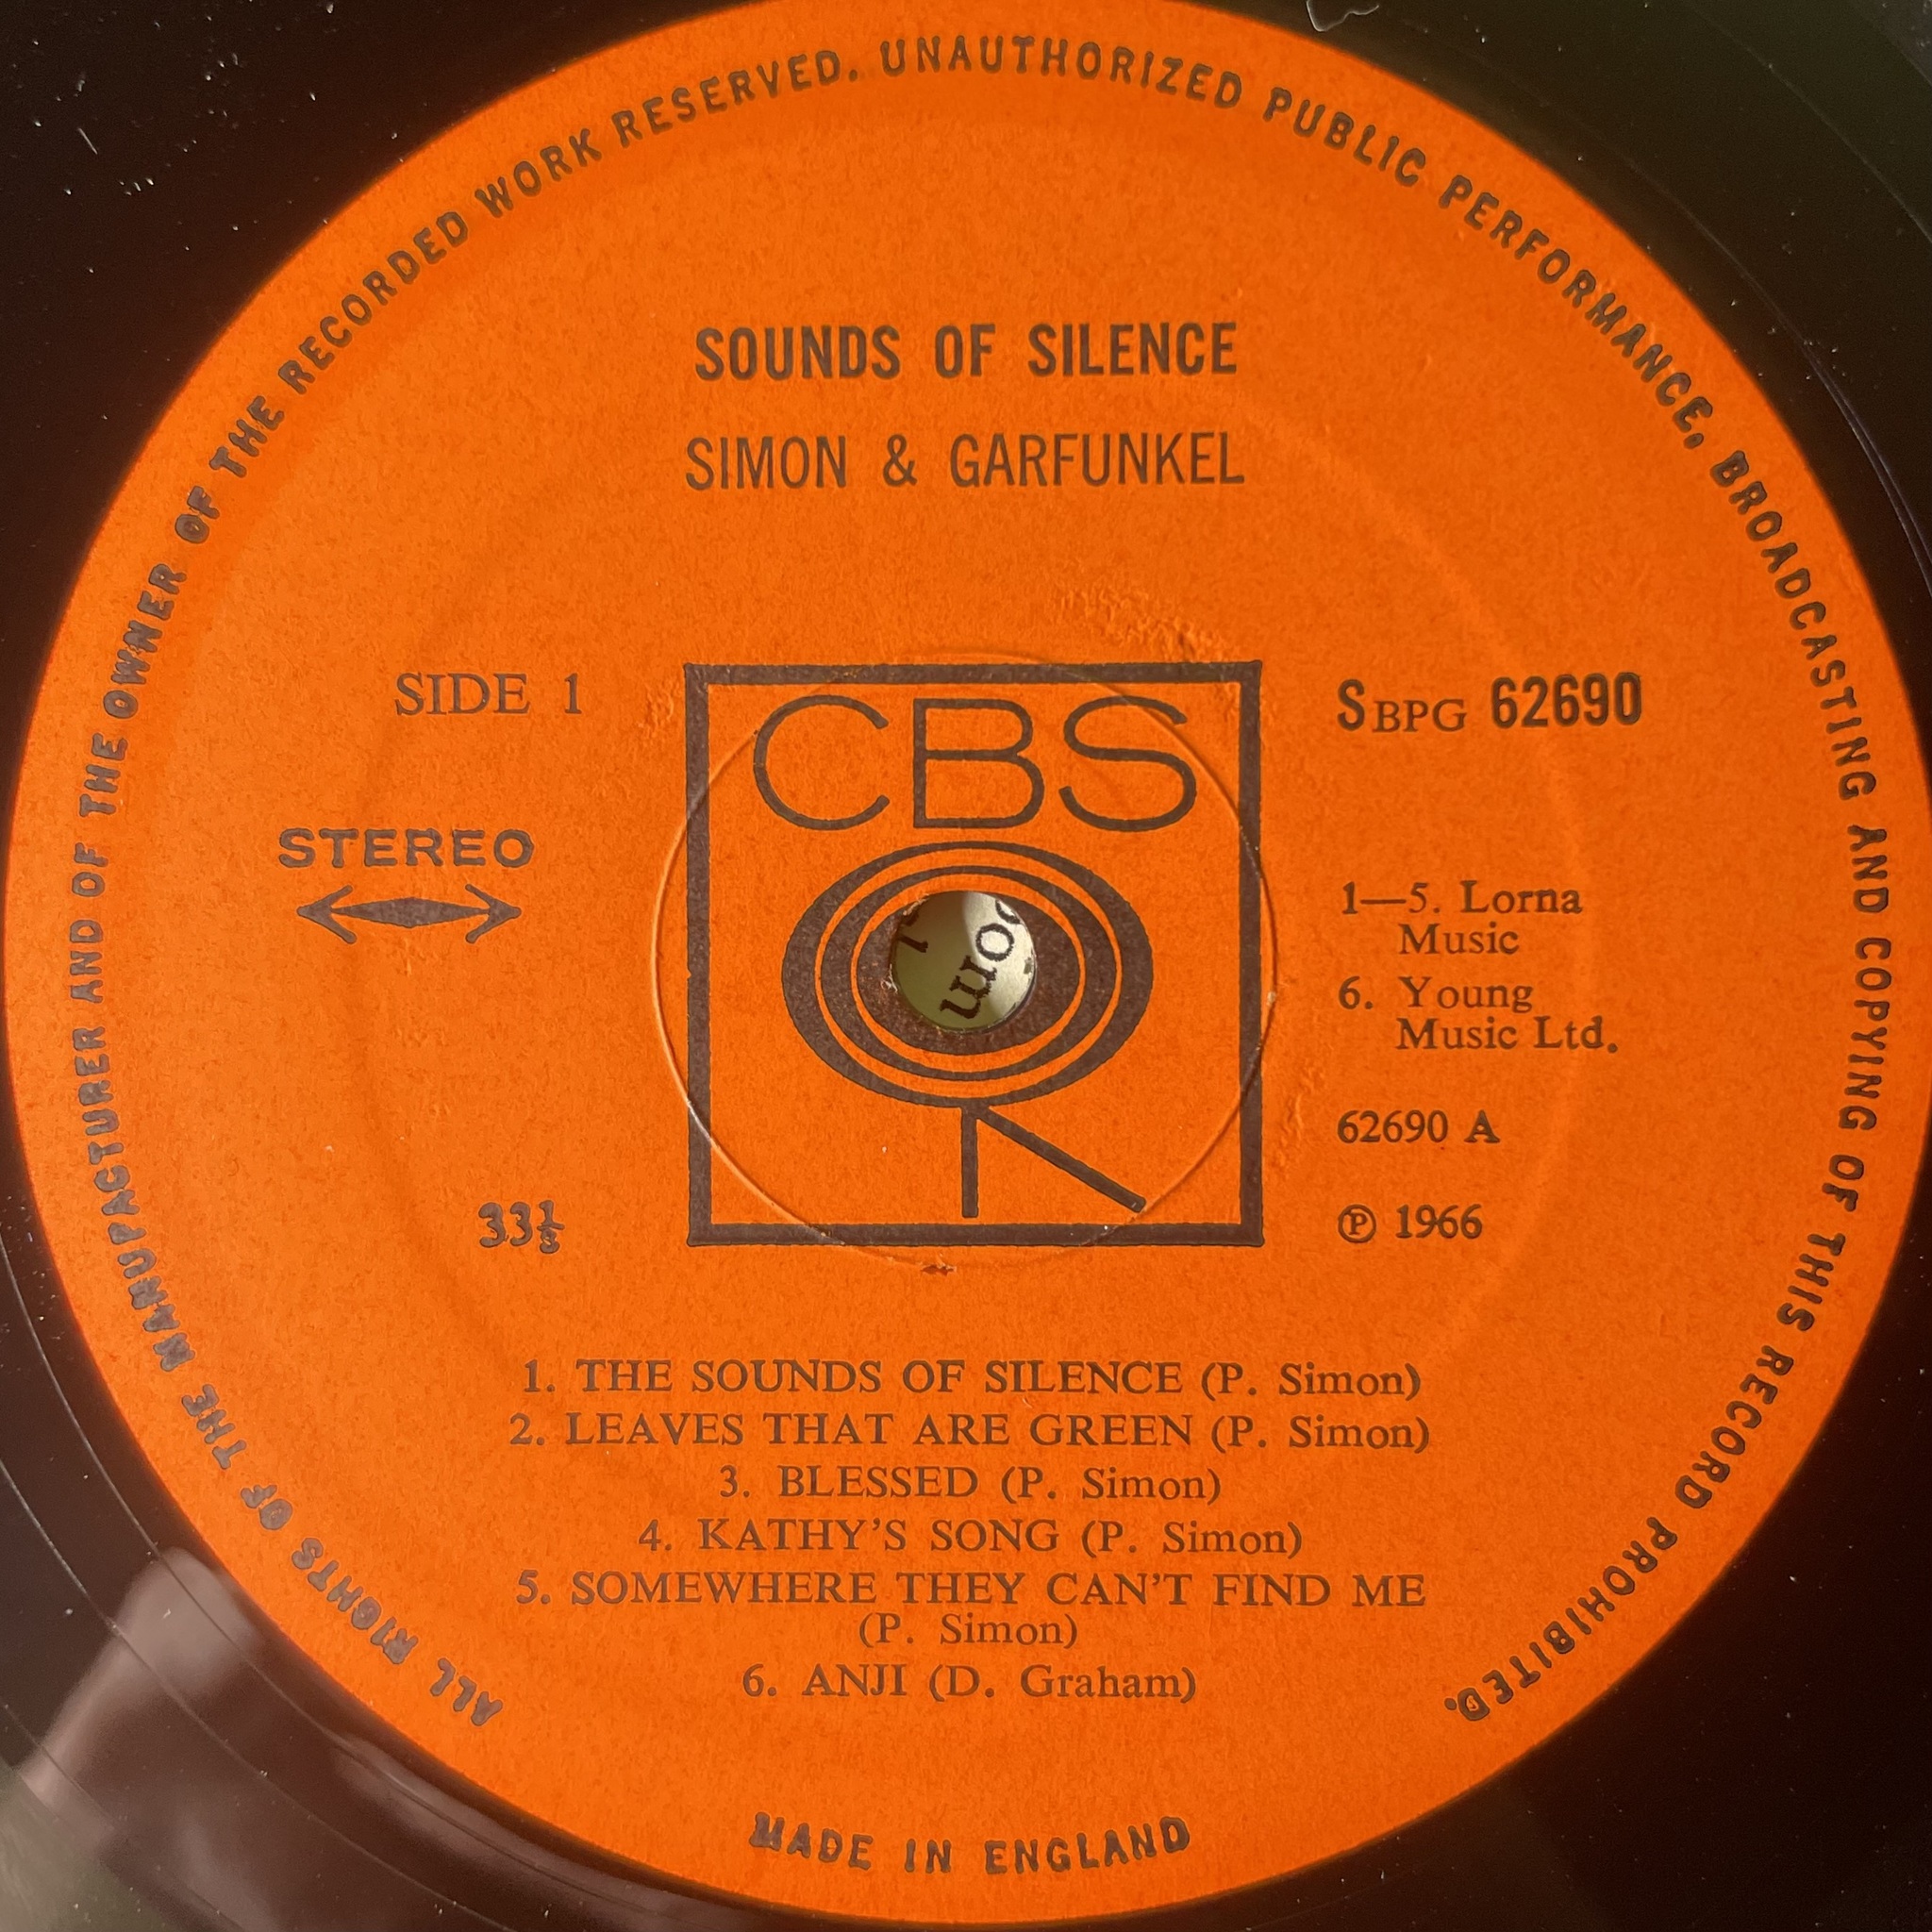 ALL RIGHTS OF THE MANUFACTURER AND OF THE OWNER OF THE RECORDED WORK RESERVED. UNAUTHORIZED PUBLIC PERFORMANCE, BROADCASTING AND COPYING OF THIS RECORD PROHIBITED.
SOUNDS OF SILENCE
SIMON & GARFUNKEL
SIDE 1
CBS
SBPG 62690
STEREO
1—5. Lorna
Music
6. Young
Music Ltd.
62690 A
33⅓
℗ 1966
1. THE SOUNDS OF SILENCE (P. Simon)
2. LEAVES THAT ARE GREEN (P. Simon)
3. BLESSED (P. Simon)
4. KATHY'S SONG (P. Simon)
5. SOMEWHERE THEY CAN'T FIND ME
(P. Simon)
6. ANJI (D. Graham)
MADE IN ENGLAND